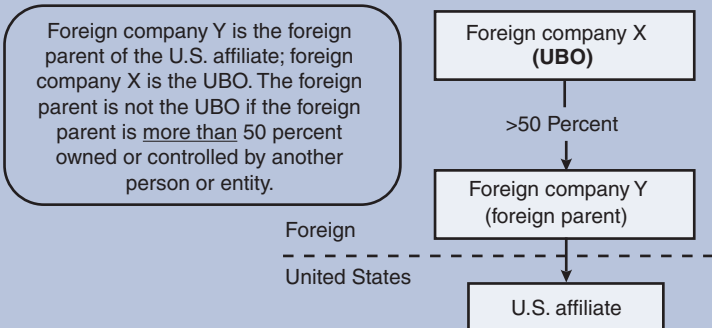 Foreign company Y is the foreign
parent of the U.S. affiliate; foreign
company X is the UBO. The foreign
parent is not the UBO if the foreign
parent is more than 50 percent
owned or controlled by another
person or entity.
Foreign company X
(UBO)
>50 Percent
Foreign company Y
(foreign parent)
Foreign
United States
U.S. affiliate